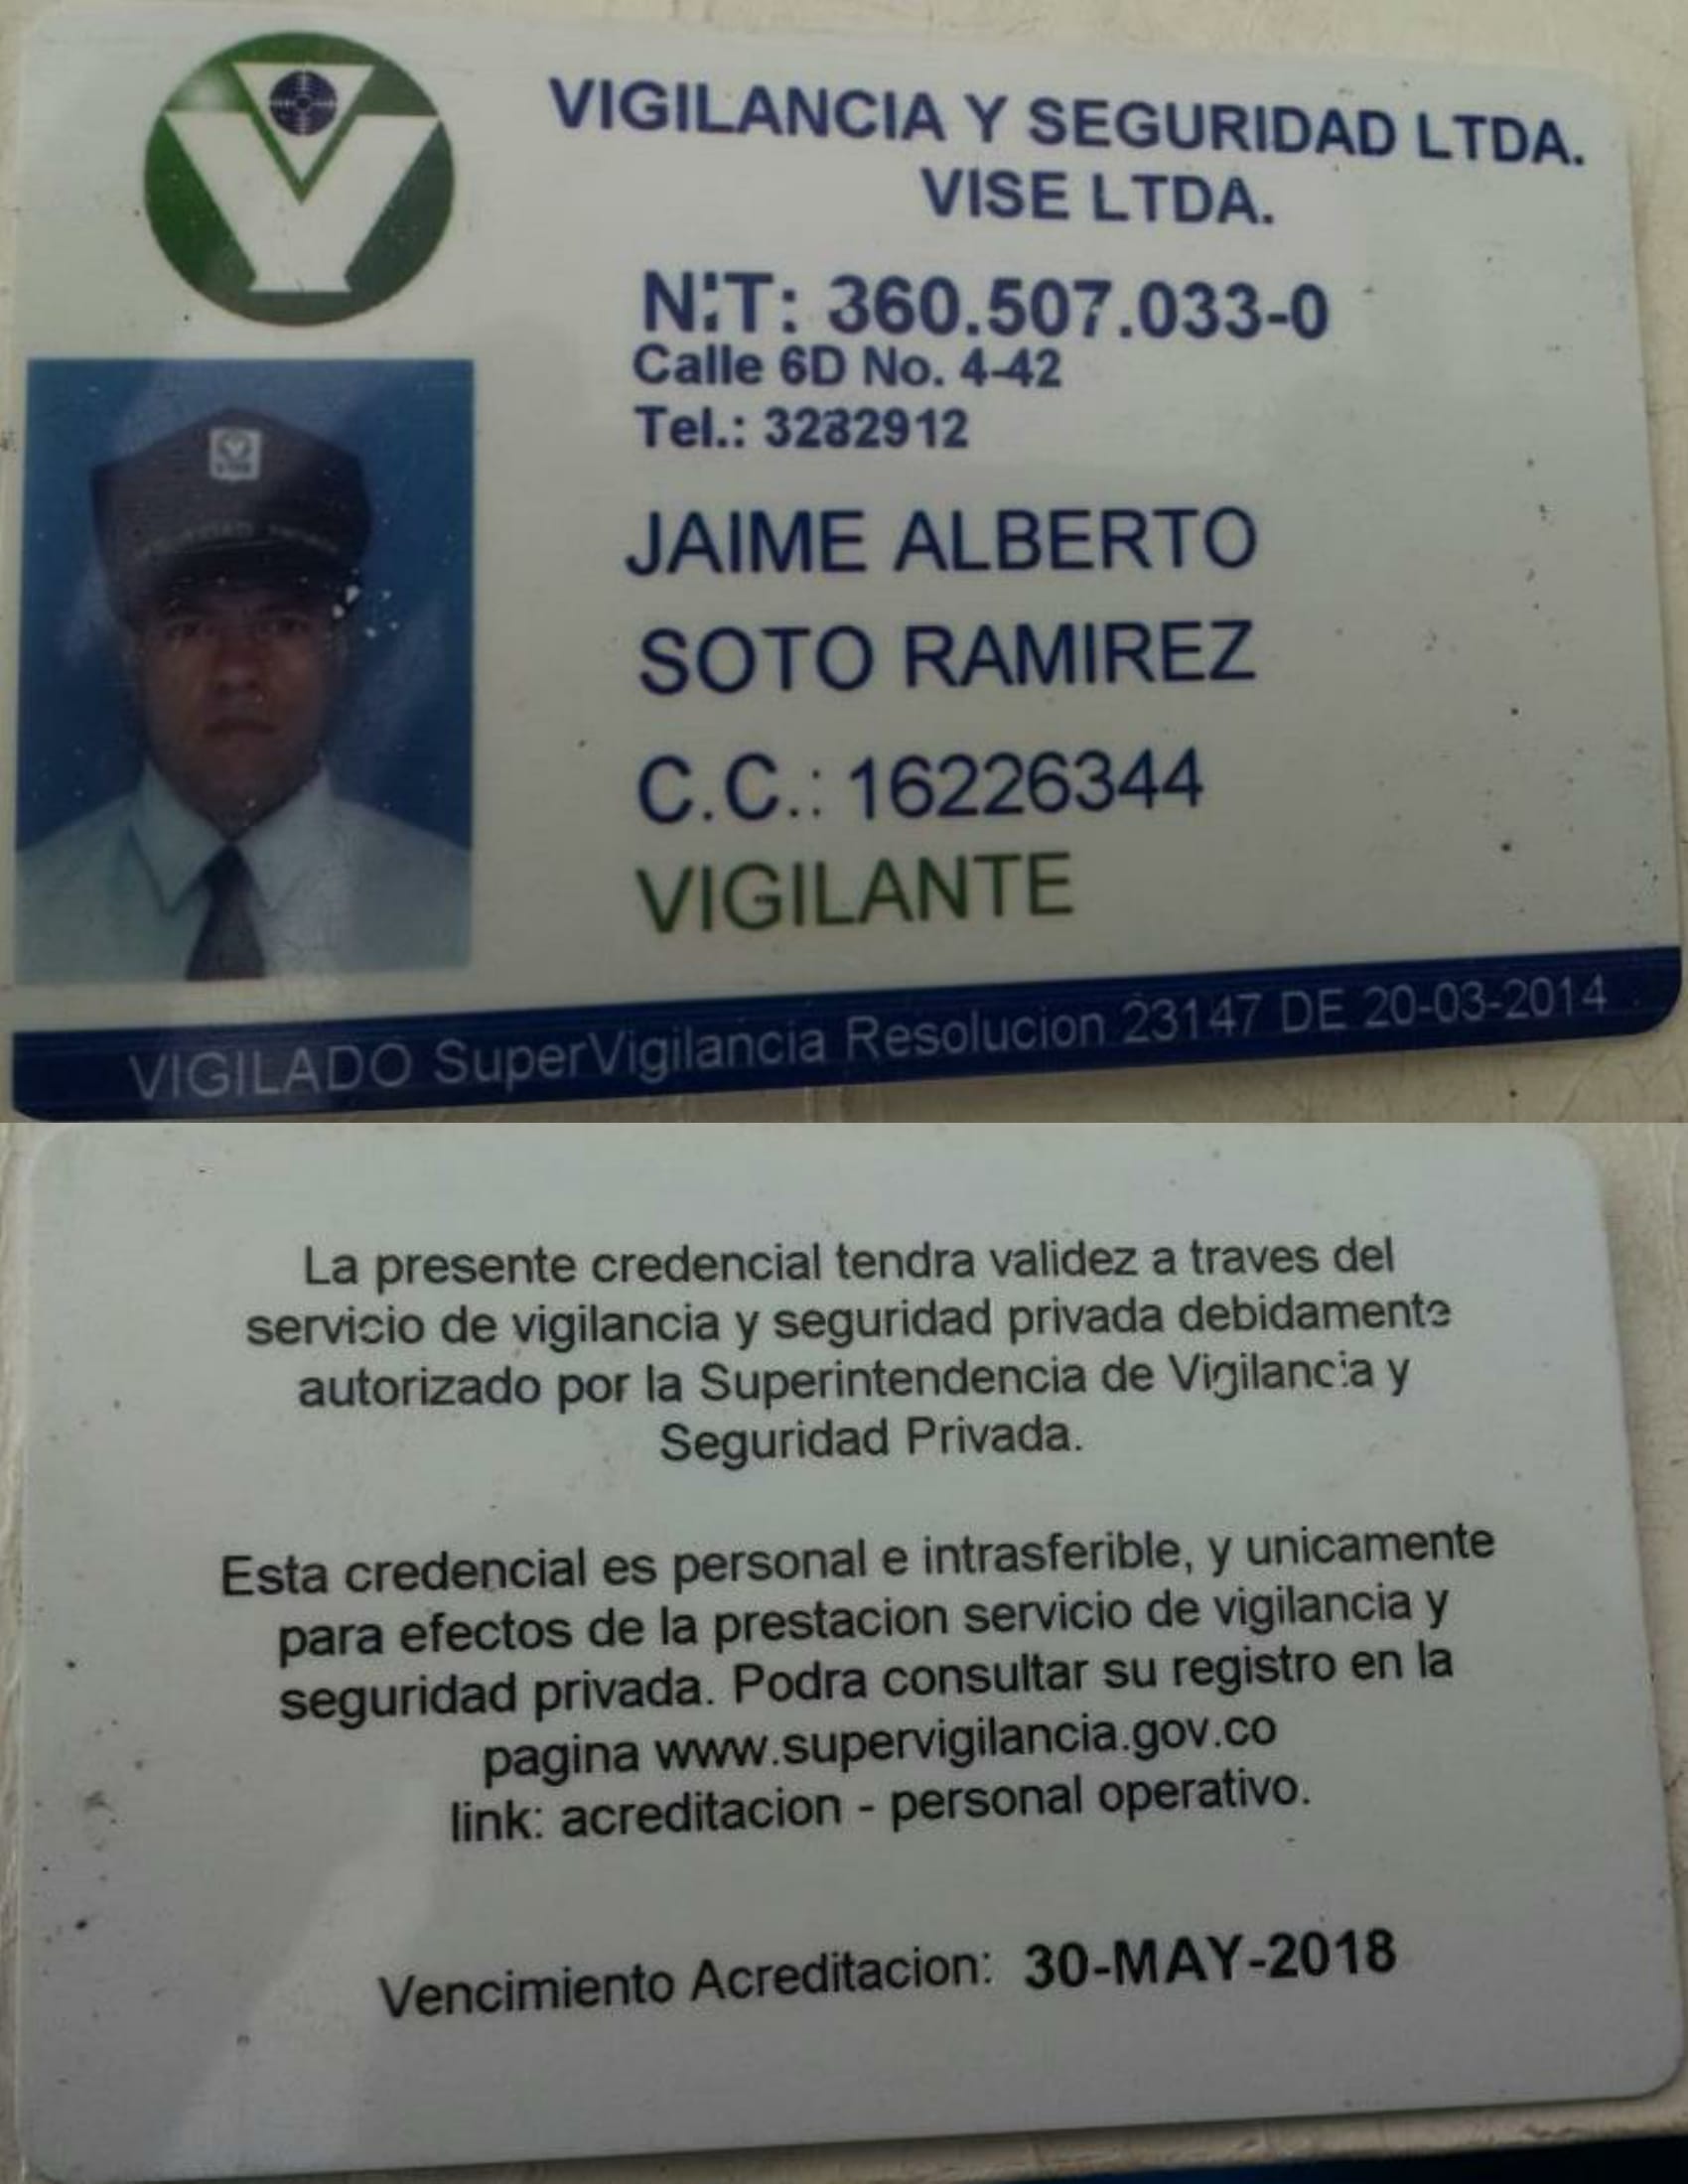 VIGILANCIA Y SEGURIDAD LTDA.
VISE LTDA.
NIT: 360.507.033-0
Calle 6D No. 4-42
Tel.: 3282912
JAIME ALBERTO
SOTO RAMIREZ
C.C.: 16226344
VIGILANTE
VIGILADO SuperVigilancia Resolucion 23147 DE 20-03-2014
La presente credencial tendra validez a traves del
servicio de vigilancia y seguridad privada debidamente
autorizado por la Superintendencia de Vigilancia y
Seguridad Privada.
Esta credencial es personal e intrasferible, y unicamente
para efectos de la prestacion servicio de vigilancia y
seguridad privada. Podra consultar su registro en la
pagina www.supervigilancia.gov.co
link: acreditacion - personal operativo.
Vencimiento Acreditacion: 30-MAY-2018